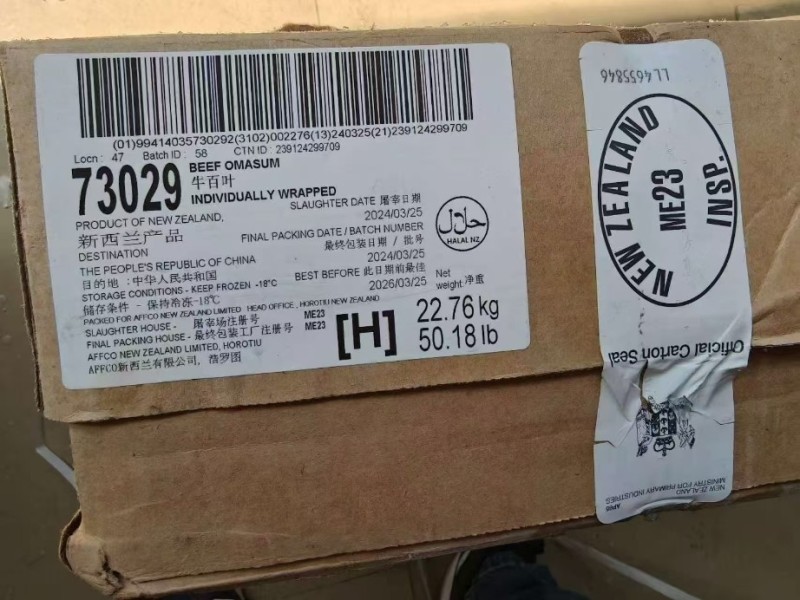 (01)99414035730292(3102)002276(13)240325(21)239124299709
Locn: 47 Batch ID: 58 CTN ID: 239124299709
73029
BEEF OMASUM
牛百叶
INDIVIDUALLY WRAPPED
PRODUCT OF NEW ZEALAND,
新西兰产品
SLAUGHTER DATE 屠宰日期
2024/03/25
FINAL PACKING DATE / BATCH NUMBER
最终包装日期 / 批号
2024/03/25
DESTINATION
THE PEOPLE'S REPUBLIC OF CHINA
目的地 :中华人民共和国
STORAGE CONDITIONS - KEEP FROZEN -18°C
储存条件 - 保持冷冻-18℃
BEST BEFORE 此日期前最佳
2026/03/25
حلال
HALAL NZ
PACKED FOR AFFCO NEW ZEALAND LIMITED HEAD OFFICE, HOROTIU NEW ZEALAND
SLAUGHTER HOUSE - 屠宰场注册号 ME23
FINAL PACKING HOUSE - 最终包装工厂注册号 ME23
AFFCO NEW ZEALAND LIMITED, HOROTIU
AFFCO新西兰有限公司, 浩罗图
[H]
Net
weight 净重
22.76 kg
50.18 lb
LL4655846
NEW ZEALAND
ME23
INSP.
Official Carton Seal
NEW ZEALAND
MINISTRY FOR PRIMARY INDUSTRIES